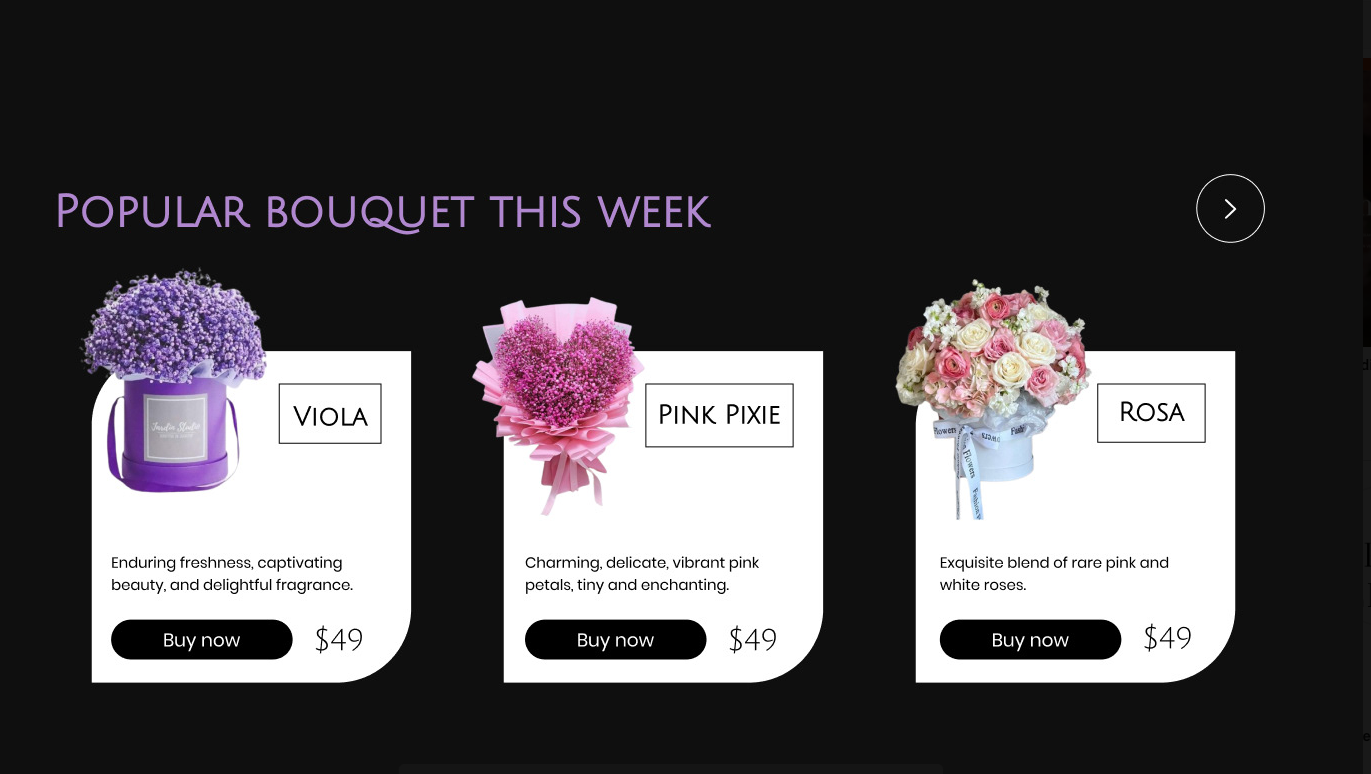 Popular bouquet this week
Viola
Pink Pixie
Rosa
Flowers
Enduring freshness, captivating
beauty, and delightful fragrance.
Charming, delicate, vibrant pink
petals, tiny and enchanting.
Exquisite blend of rare pink and
white roses.
Buy now
$49
Buy now
$49
Buy now
$49